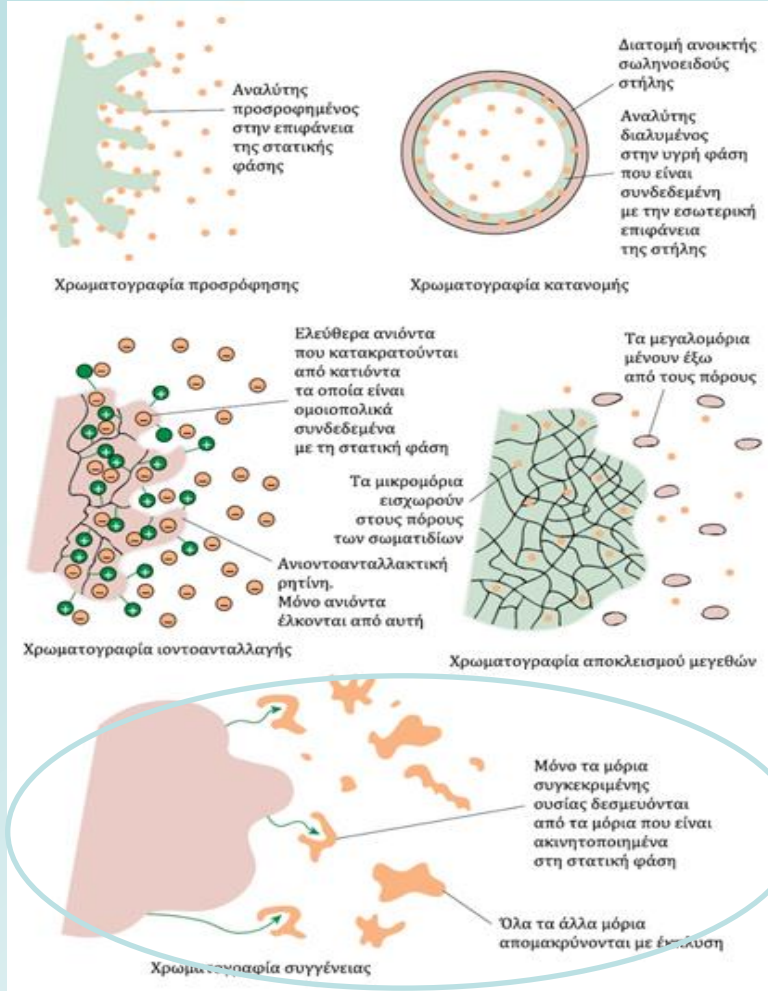 Αναλύτης
προσροφημένος
στην επιφάνεια
της στατικής
φάσης
Χρωματογραφία προσρόφησης
Διατομή ανοικτής
σωληνοειδούς
στήλης
Αναλύτης
διαλυμένος
στην υγρή φάση
που είναι
συνδεδεμένη
με την εσωτερική
επιφάνεια
της στήλης
Χρωματογραφία κατανομής
Ελεύθερα ανιόντα
που κατακρατούνται
από κατιόντα
τα οποία είναι
ομοιοπολικά
συνδεδεμένα
με τη στατική φάση
Ανιοντοανταλλακτική
ρητίνη.
Μόνο ανιόντα
έλκονται από αυτή
Χρωματογραφία ιοντοανταλλαγής
Τα μεγαλομόρια
μένουν έξω
από τους πόρους
Τα μικρομόρια
εισχωρούν
στους πόρους
των σωματιδίων
Χρωματογραφία αποκλεισμού μεγεθών
Μόνο τα μόρια
συγκεκριμένης
ουσίας δεσμευόνται
από τα μόρια που είναι
ακινητοποιημένα
στη στατική φάση
Όλα τα άλλα μόρια
απομακρύνονται με έκπλυση
Χρωματογραφία συγγένειας